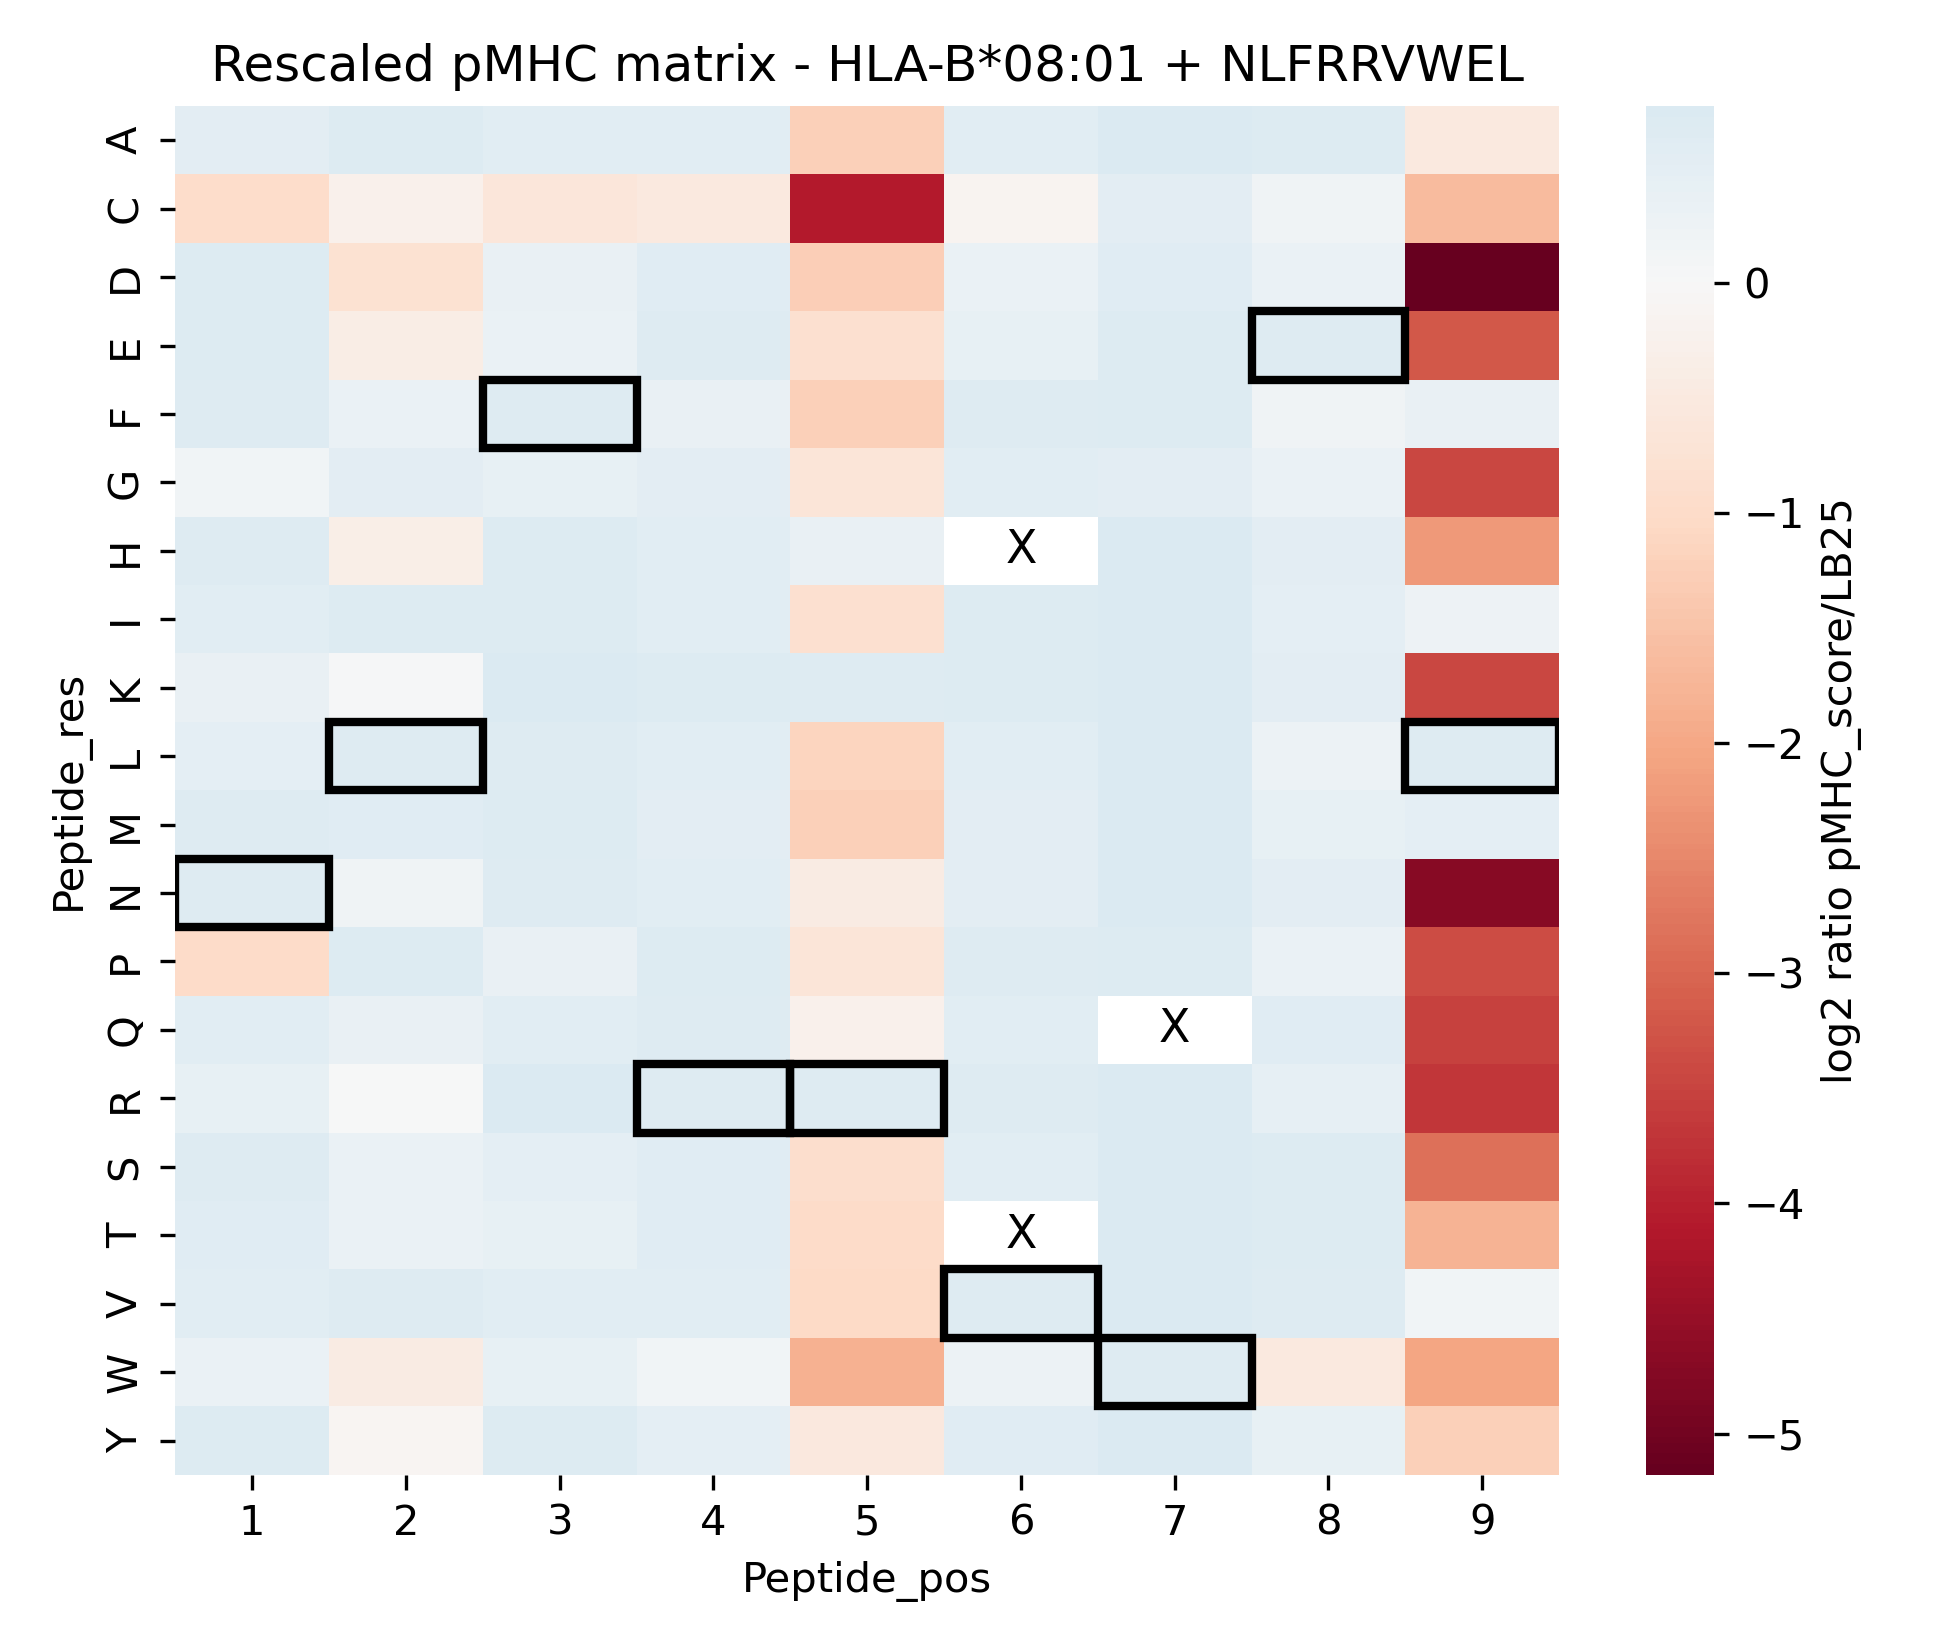 Rescaled pMHC matrix - HLA-B*08:01 + NLFRRVWEL
A
C
D
E
F
G
H
I
K
L
M
N
P
Q
R
S
T
V
W
Y
Peptide_res
X
X
X
1 2 3 4 5 6 7 8 9
Peptide_pos
0
−1
−2
−3
−4
−5
log2 ratio pMHC_score/LB25